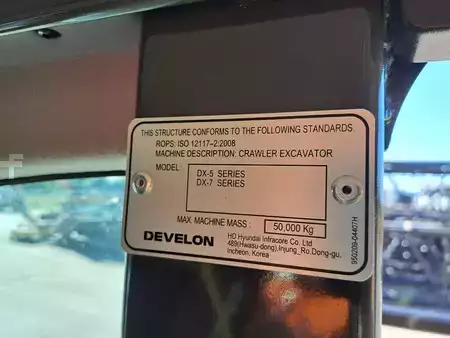 THIS STRUCTURE CONFORMS TO THE FOLLOWING STANDARDS.
ROPS: ISO 12117-2:2008
MACHINE DESCRIPTION: CRAWLER EXCAVATOR
MODEL: DX-5 SERIES
DX-7 SERIES
MAX. MACHINE MASS: 50,000 Kg
DEVELON
HD Hyundai Infracore Co. Ltd
489(Hwasu-dong),Injung_Ro,Dong-gu,
Incheon, Korea
950209-04407H
F